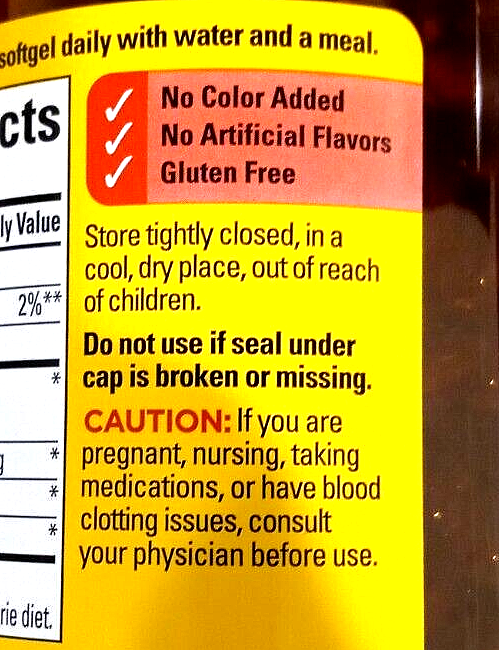 softgel daily with water and a meal.
cts
No Color Added
No Artificial Flavors
Gluten Free
ly Value
2%**
*
*
*
*
rie diet.
Store tightly closed, in a
cool, dry place, out of reach
of children.
Do not use if seal under
cap is broken or missing.
CAUTION: If you are
pregnant, nursing, taking
medications, or have blood
clotting issues, consult
your physician before use.